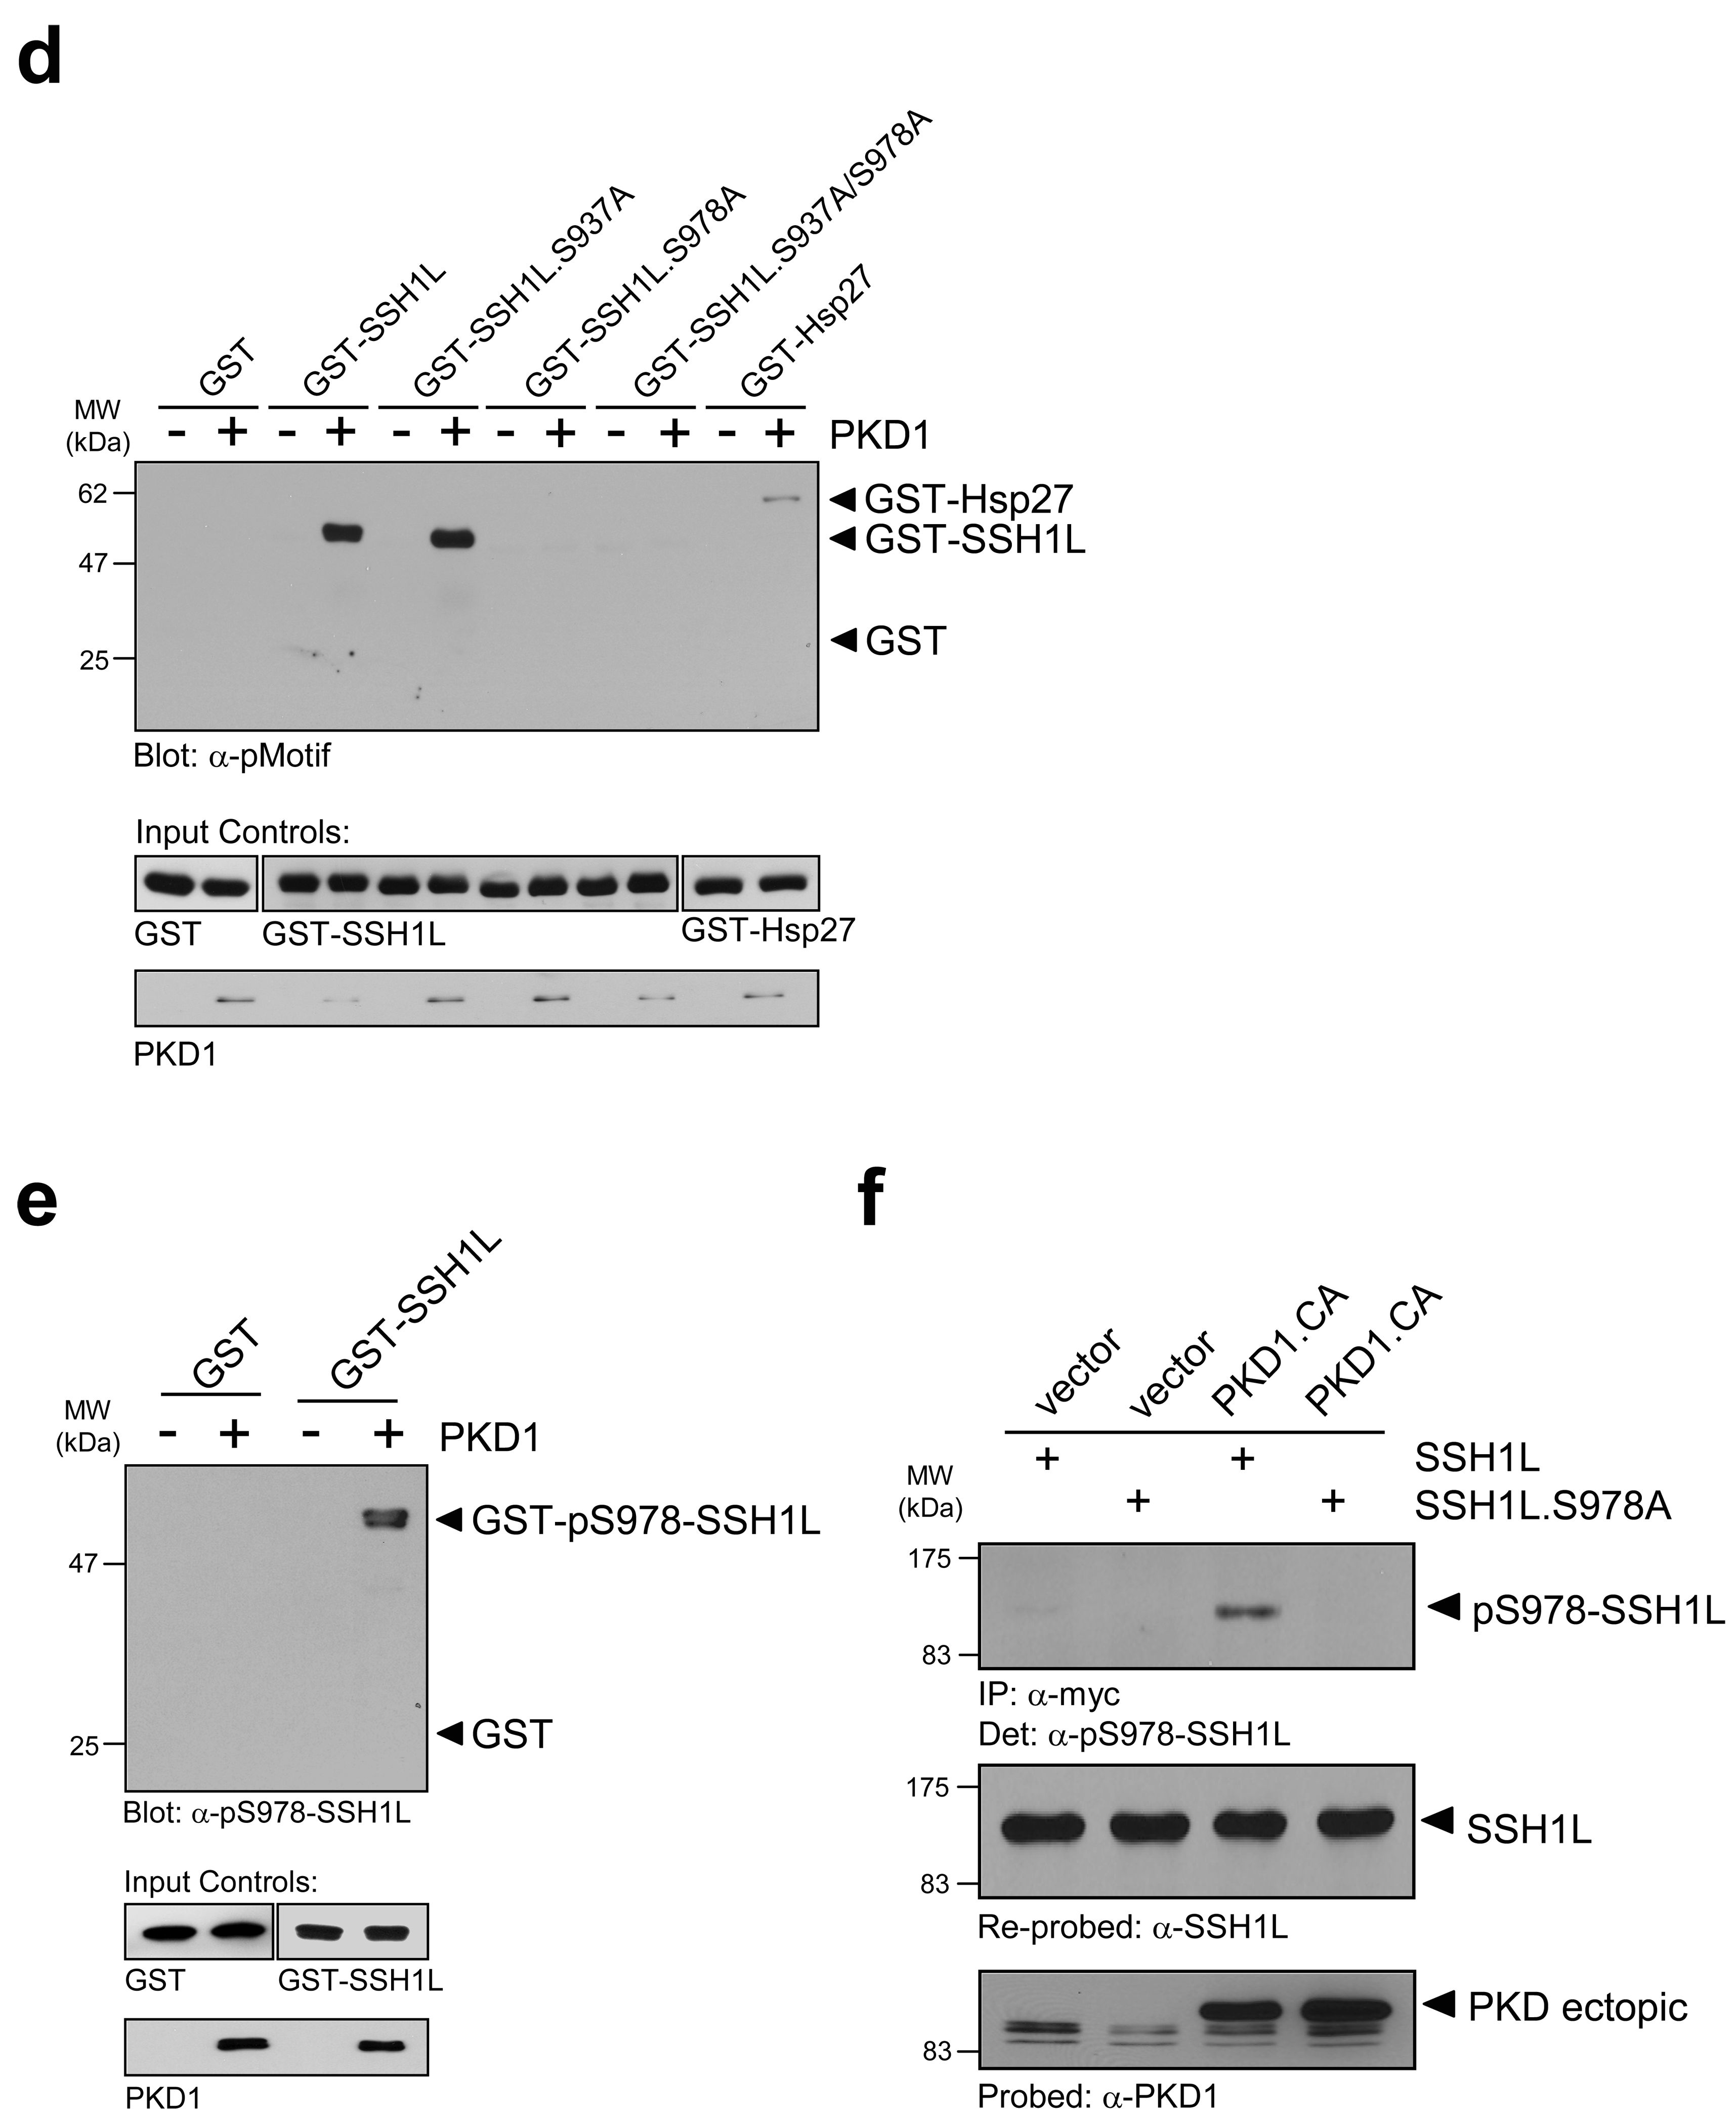 d
GST
GST-SSH1L
GST-SSH1L.S937A
GST-SSH1L.S978A
GST-SSH1L.S937A/S978A
GST-Hsp27
MW
(kDa)
- + - + - + - + - + - + PKD1
62
47
25
GST-Hsp27
GST-SSH1L
GST
Blot: α-pMotif
Input Controls:
GST GST-SSH1L GST-Hsp27
PKD1
e
GST
GST-SSH1L
MW
(kDa)
- + - + PKD1
47
25
GST-pS978-SSH1L
GST
Blot: α-pS978-SSH1L
Input Controls:
GST GST-SSH1L
PKD1
f
vector
vector
PKD1.CA
PKD1.CA
+ + SSH1L
+ + SSH1L.S978A
MW
(kDa)
175
83
pS978-SSH1L
IP: α-myc
Det: α-pS978-SSH1L
175
83
SSH1L
Re-probed: α-SSH1L
PKD ectopic
83
Probed: α-PKD1